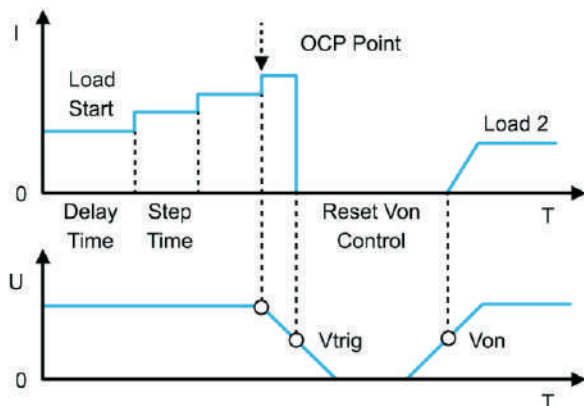 I
OCP Point
Load
Start
Load 2
0
Delay
Time
Step
Time
Reset Von
Control
T
U
Vtrig
Von
0
T